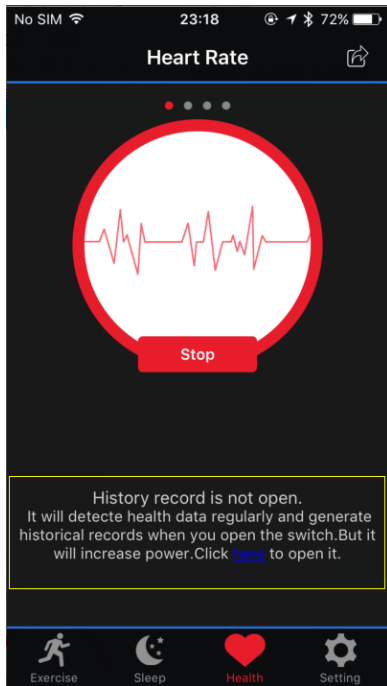 No SIM 23:18 72%
Heart Rate
Stop
History record is not open.
It will detecte health data regularly and generate
historical records when you open the switch.But it
will increase power.Click here to open it.
Exercise Sleep Health Setting